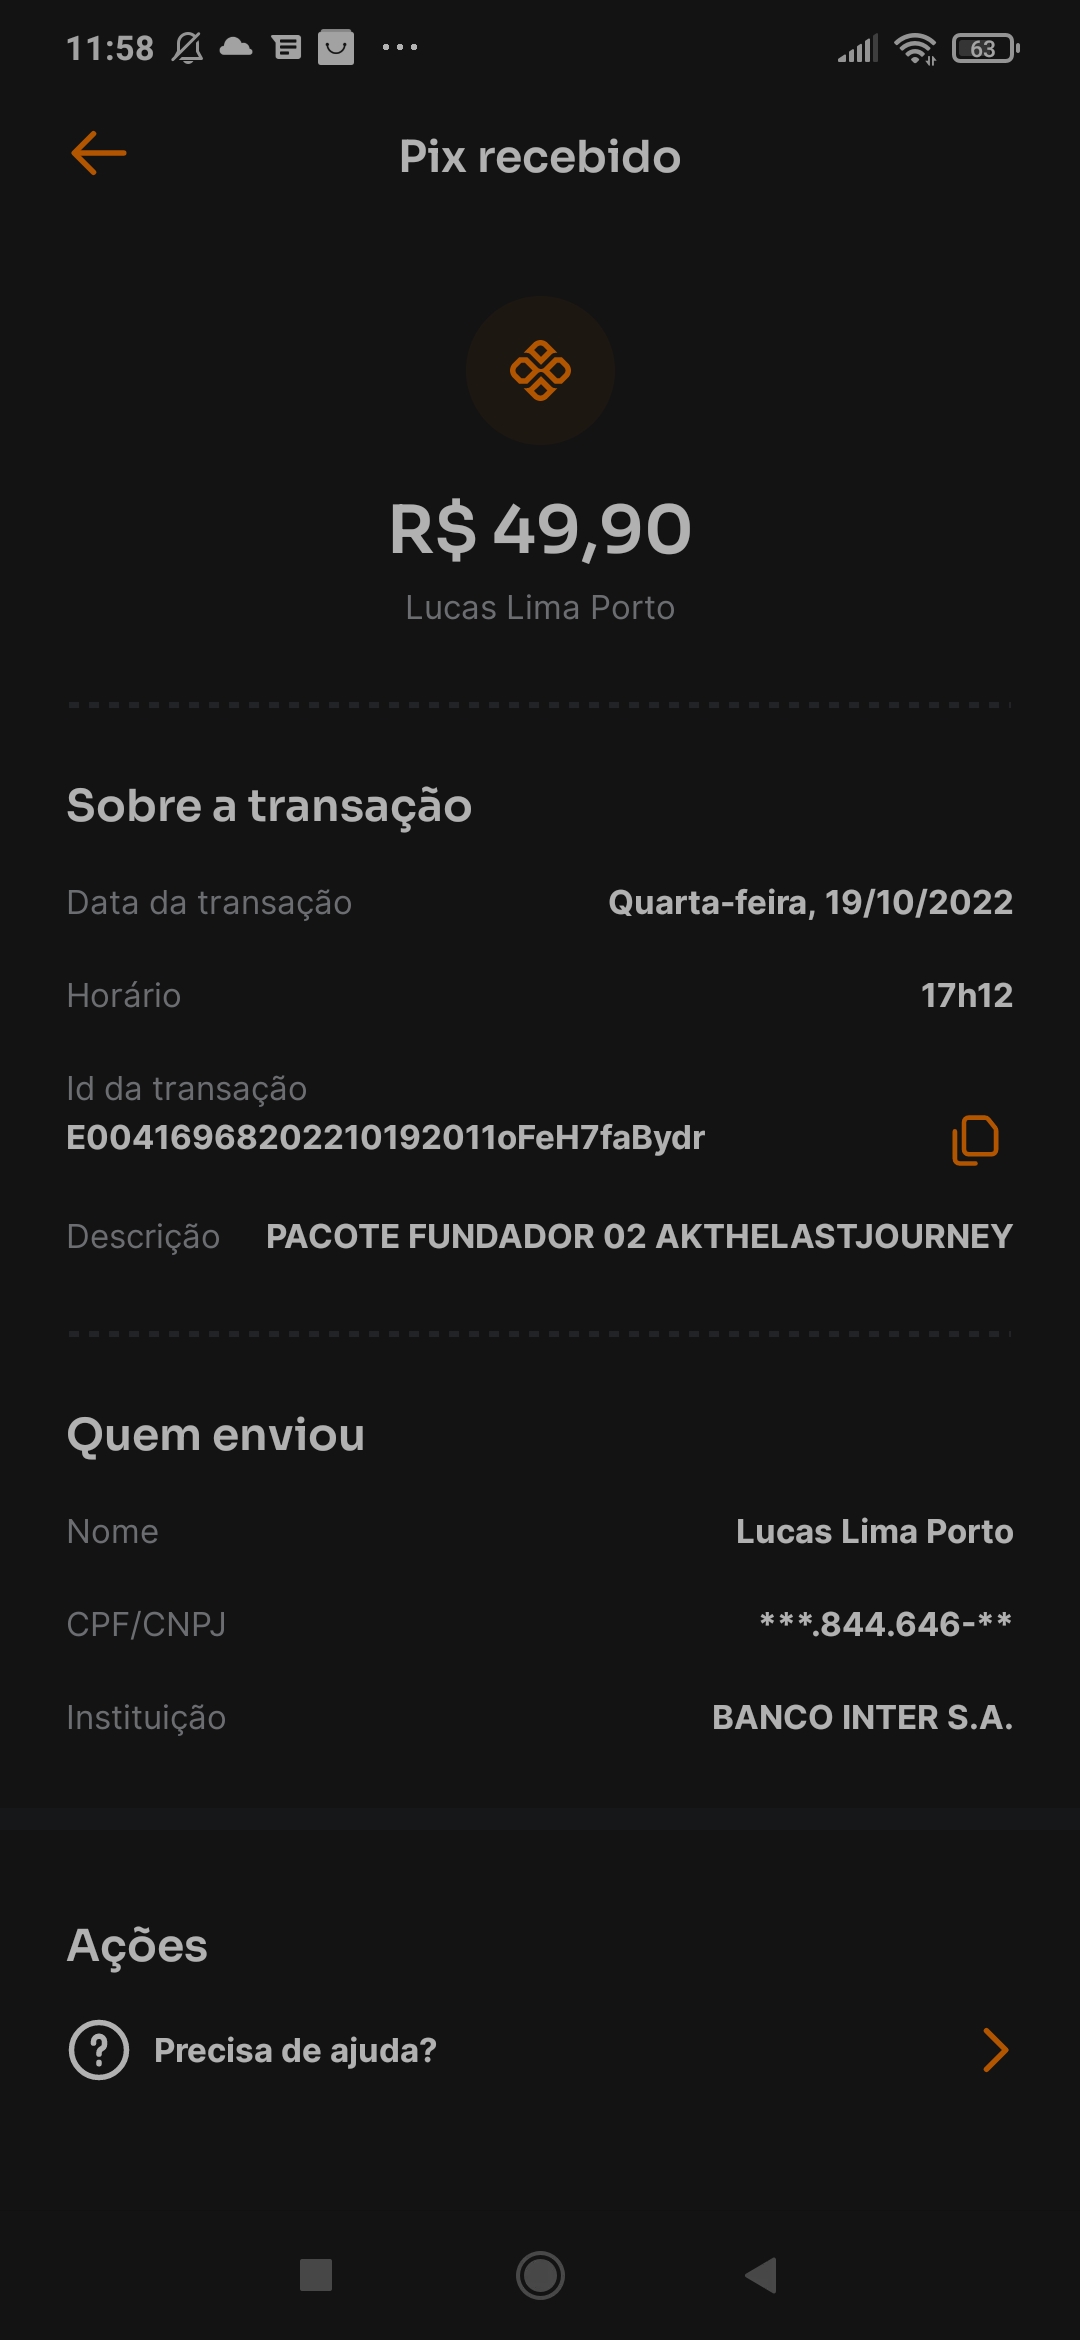 11:58
63
Pix recebido
R$ 49,90
Lucas Lima Porto
Sobre a transação
Data da transação Quarta-feira, 19/10/2022
Horário 17h12
Id da transação
E00416968202210192011oFeH7faBydr
Descrição PACOTE FUNDADOR 02 AKTHELASTJOURNEY
Quem enviou
Nome Lucas Lima Porto
CPF/CNPJ ***.844.646-**
Instituição BANCO INTER S.A.
Ações
Precisa de ajuda?